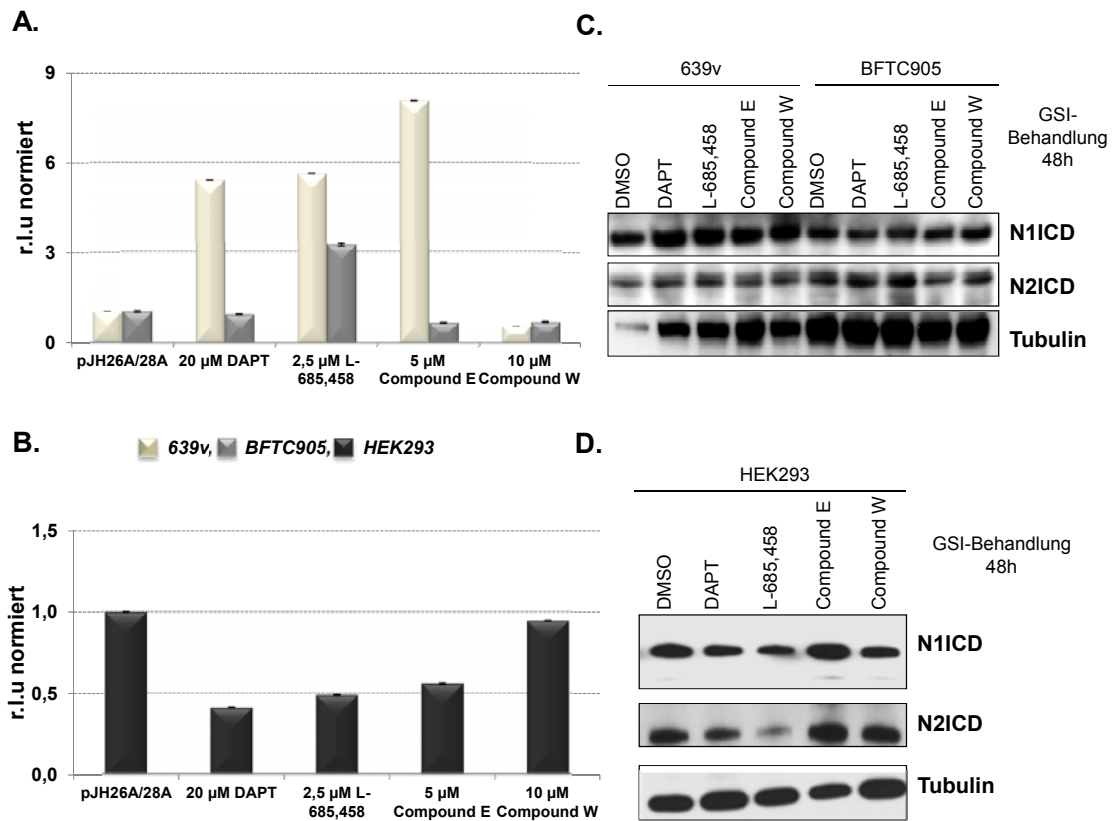 A.
9
6
3
0
r.l.u normiert
pJH26A/28A
20 µM DAPT
2,5 µM L-
685,458
5 µM
Compound E
10 µM
Compound W
B.
639v, BFTC905, HEK293
1,5
1,0
0,5
0,0
r.l.u normiert
pJH26A/28A
20 µM DAPT
2,5 µM L-
685,458
5 µM
Compound E
10 µM
Compound W
C.
639v
BFTC905
DMSO
DAPT
L-685,458
Compound E
Compound W
DMSO
DAPT
L-685,458
Compound E
Compound W
GSI-
Behandlung
48h
N1ICD
N2ICD
Tubulin
D.
HEK293
DMSO
DAPT
L-685,458
Compound E
Compound W
GSI-Behandlung
48h
N1ICD
N2ICD
Tubulin